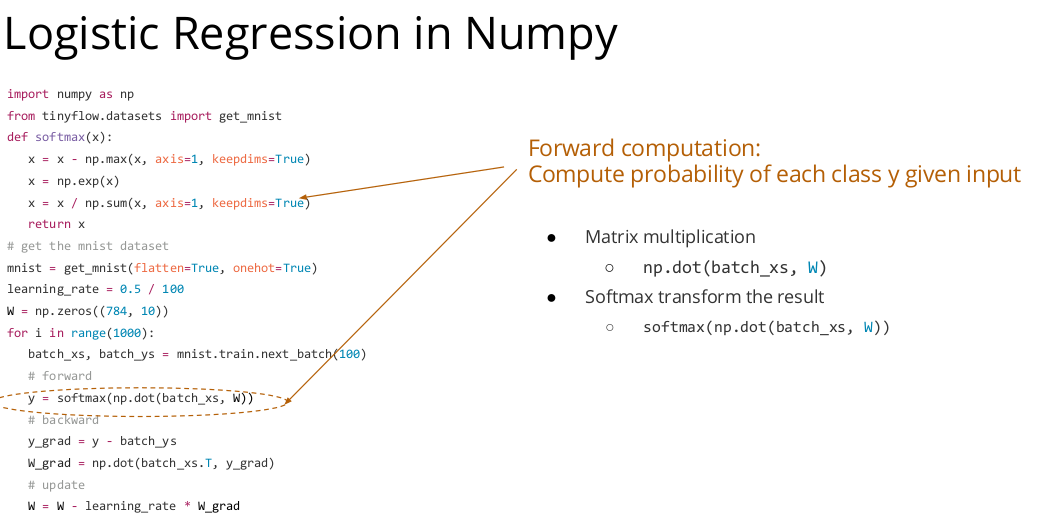 Logistic Regression in Numpy
import numpy as np
from tinyflow.datasets import get_mnist
def softmax(x):
x = x - np.max(x, axis=1, keepdims=True)
x = np.exp(x)
x = x / np.sum(x, axis=1, keepdims=True)
return x
# get the mnist dataset
mnist = get_mnist(flatten=True, onehot=True)
learning_rate = 0.5 / 100
W = np.zeros((784, 10))
for i in range(1000):
batch_xs, batch_ys = mnist.train.next_batch(100)
# forward
y = softmax(np.dot(batch_xs, W))
# backward
y_grad = y - batch_ys
W_grad = np.dot(batch_xs.T, y_grad)
# update
W = W - learning_rate * W_grad
Forward computation:
Compute probability of each class y given input
● Matrix multiplication
○ np.dot(batch_xs, W)
● Softmax transform the result
○ softmax(np.dot(batch_xs, W))